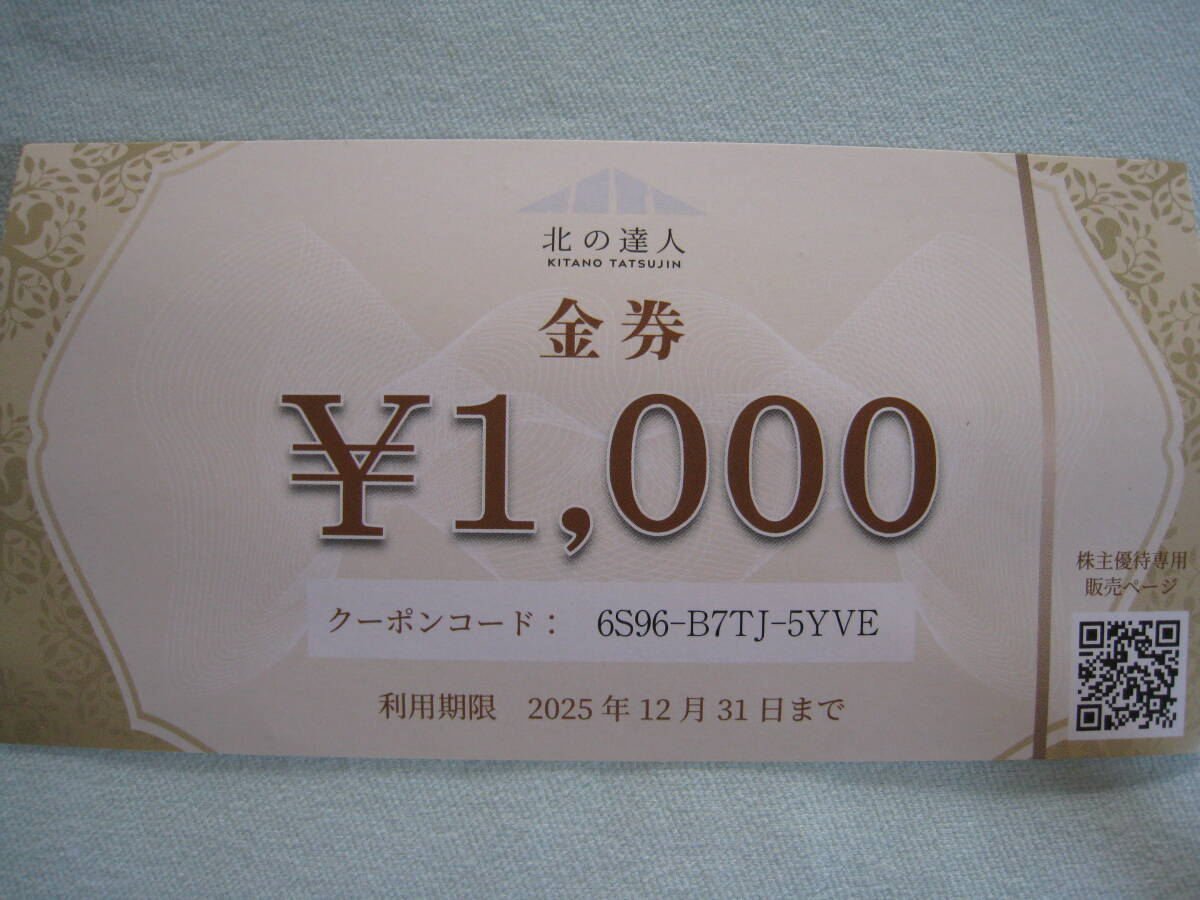 北の達人
KITANO TATSUJIN
金券
¥1,000
クーポンコード： 6S96-B7TJ-5YVE
利用期限 2025年12月31日まで
株主優待専用
販売ページ